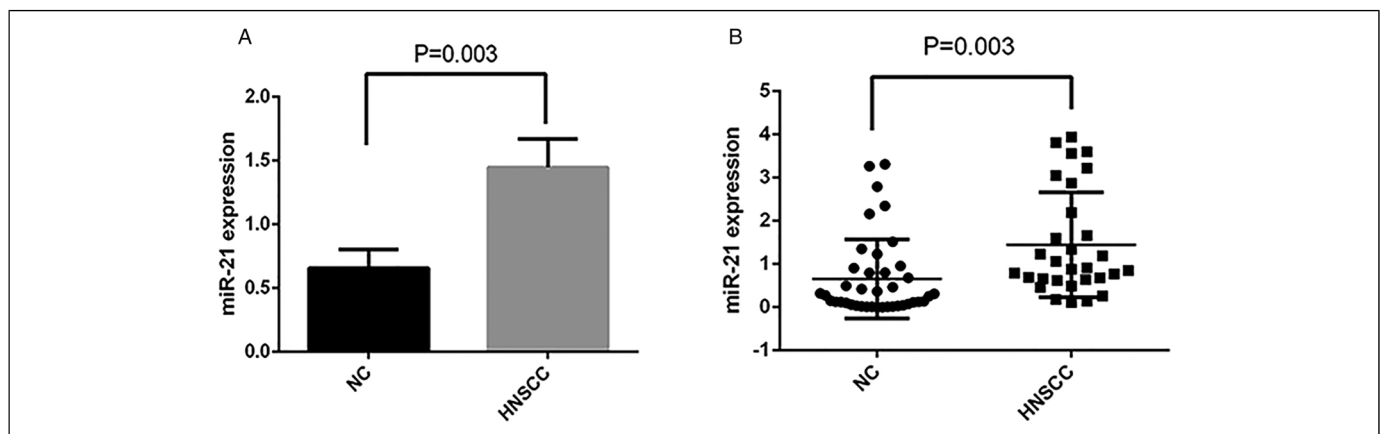 A
P=0.003
2.0
1.5
1.0
0.5
0.0
miR-21 expression
NC
HNSCC
B
P=0.003
5
4
3
2
1
0
-1
miR-21 expression
NC
HNSCC